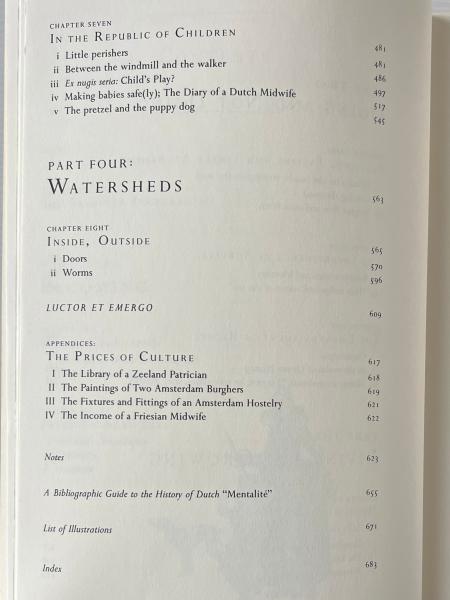 CHAPTER SEVEN
IN THE REPUBLIC OF CHILDREN 481
i Little perishers 481
ii Between the windmill and the walker 486
iii Ex nugis seria: Child's Play? 497
iv Making babies safe(ly); The Diary of a Dutch Midwife 517
v The pretzel and the puppy dog 545
PART FOUR:
WATERSHEDS 563
CHAPTER EIGHT
INSIDE, OUTSIDE 565
i Doors 570
ii Worms 596
LUCTOR ET EMERGO 609
APPENDICES:
THE PRICES OF CULTURE 617
I The Library of a Zeeland Patrician 618
II The Paintings of Two Amsterdam Burghers 619
III The Fixtures and Fittings of an Amsterdam Hostelry 621
IV The Income of a Friesian Midwife 622
Notes 623
A Bibliographic Guide to the History of Dutch "Mentalité" 655
List of Illustrations 671
Index 683